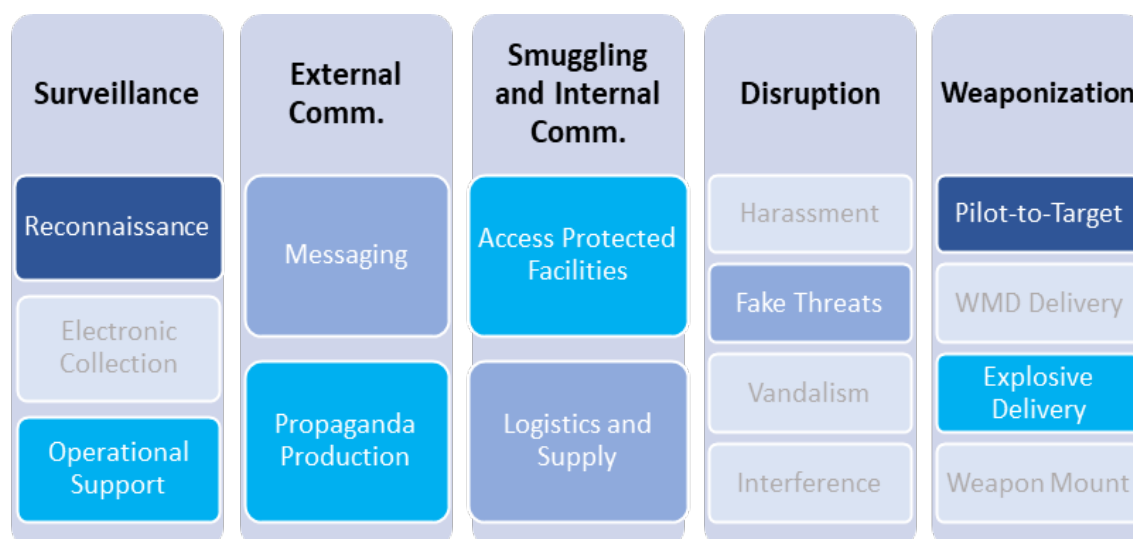 Surveillance
Reconnaissance
Electronic
Collection
Operational
Support
External
Comm.
Messaging
Propaganda
Production
Smuggling
and Internal
Comm.
Access Protected
Facilities
Logistics and
Supply
Disruption
Harassment
Fake Threats
Vandalism
Interference
Weaponization
Pilot-to-Target
WMD Delivery
Explosive
Delivery
Weapon Mount